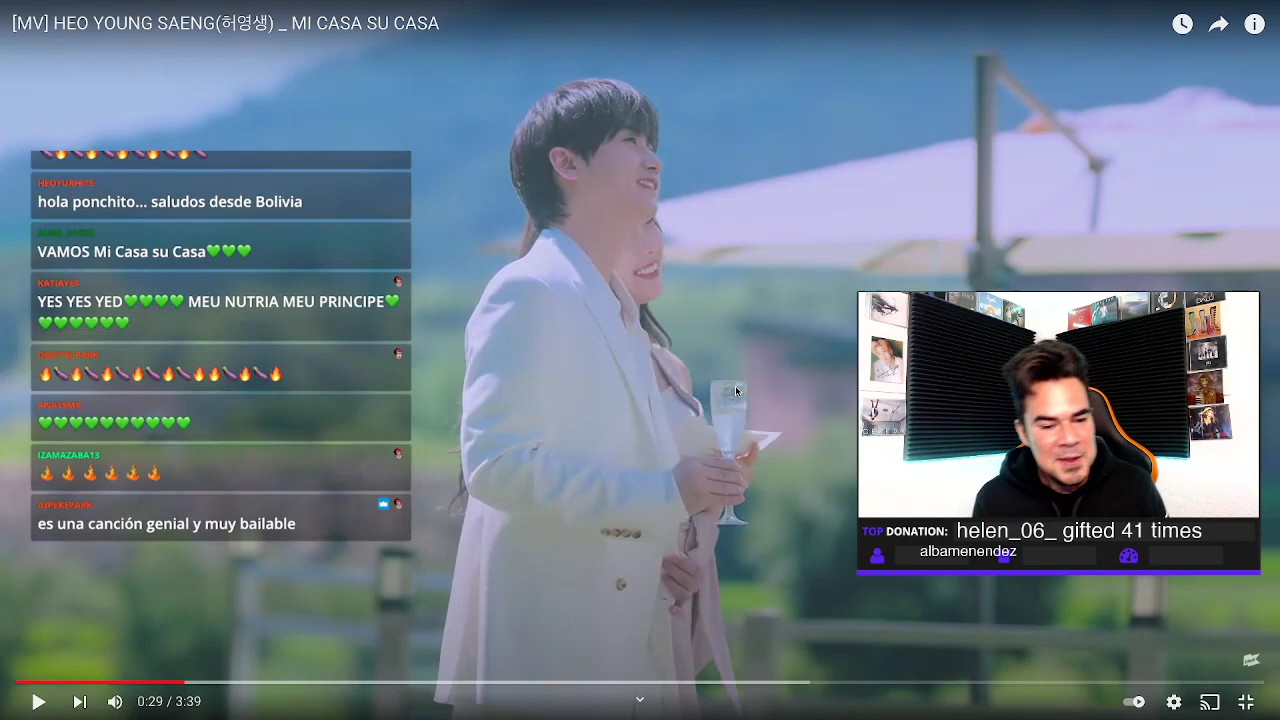 [MV] HEO YOUNG SAENG(허영생) _ MI CASA SU CASA
HEOYURHITS
hola ponchito... saludos desde Bolivia
VAMOS Mi Casa su Casa💚💚💚
KATIAYES
YES YES YED💚💚💚💚 MEU NUTRIA MEU PRINCIPE💚
💚💚💚💚💚💚
IZAMAZABA13
es una canción genial y muy bailable
TOP DONATION: helen_06_ gifted 41 times
albamenendez
0:29 / 3:39